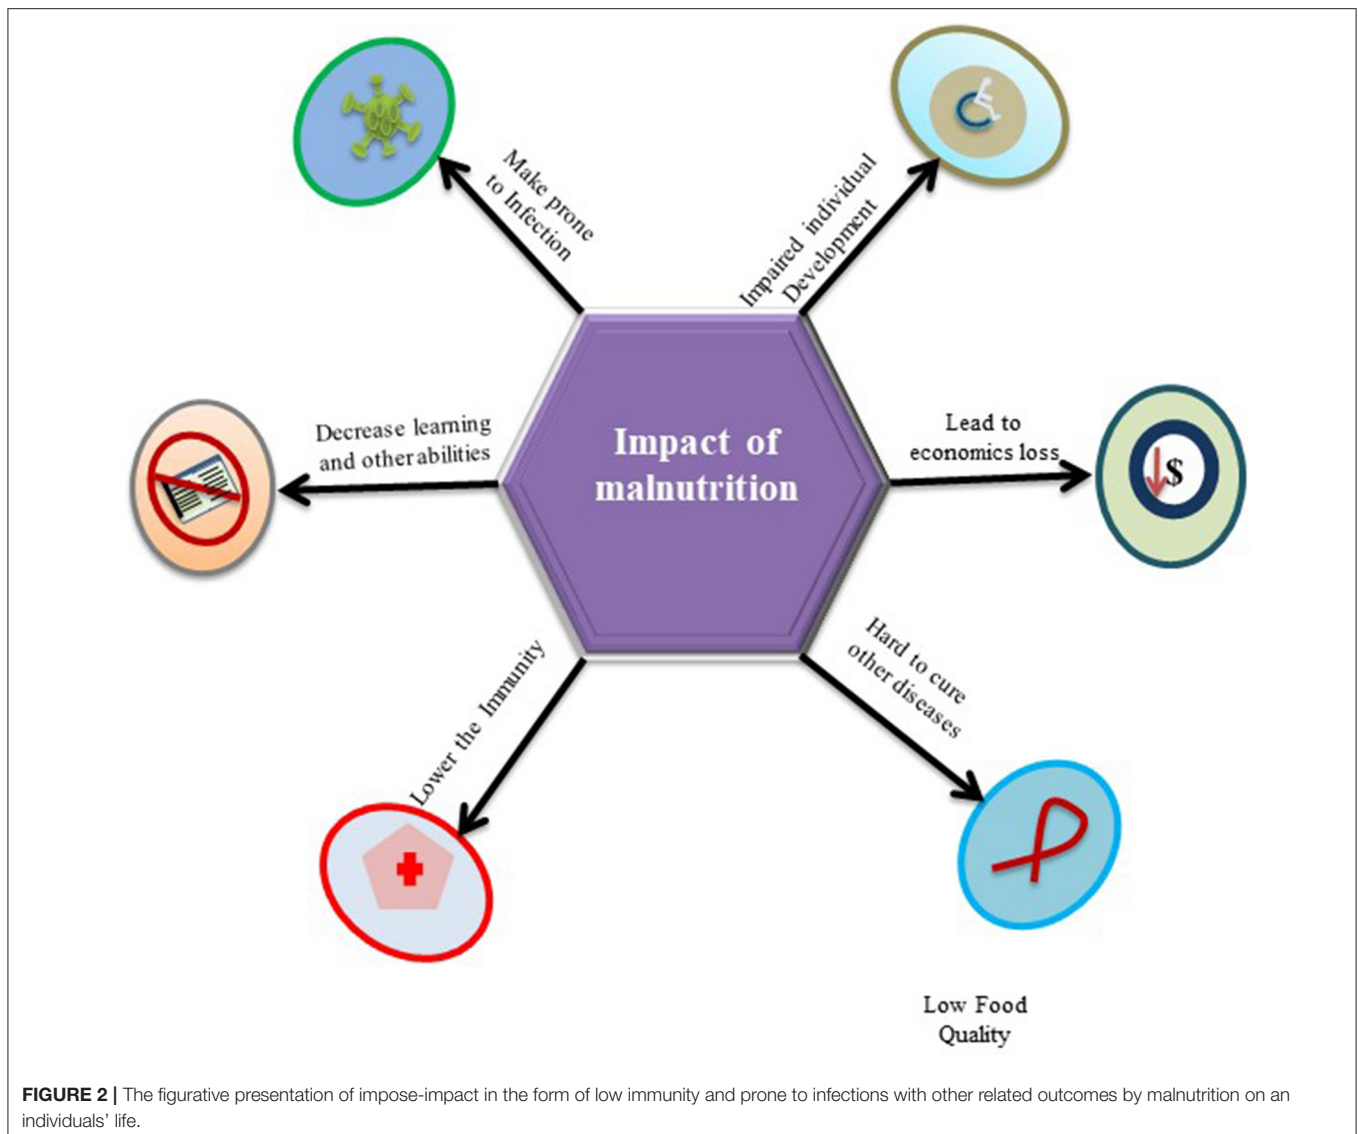 Make prone
to Infection
Impaired individual
Development
Decrease learning
and other abilities
Impact of
malnutrition
Lead to
economics loss
Lower the Immunity
Hard to cure
other diseases
$
Low Food
Quality
FIGURE 2 | The figurative presentation of impose-impact in the form of low immunity and prone to infections with other related outcomes by malnutrition on an
individuals’ life.